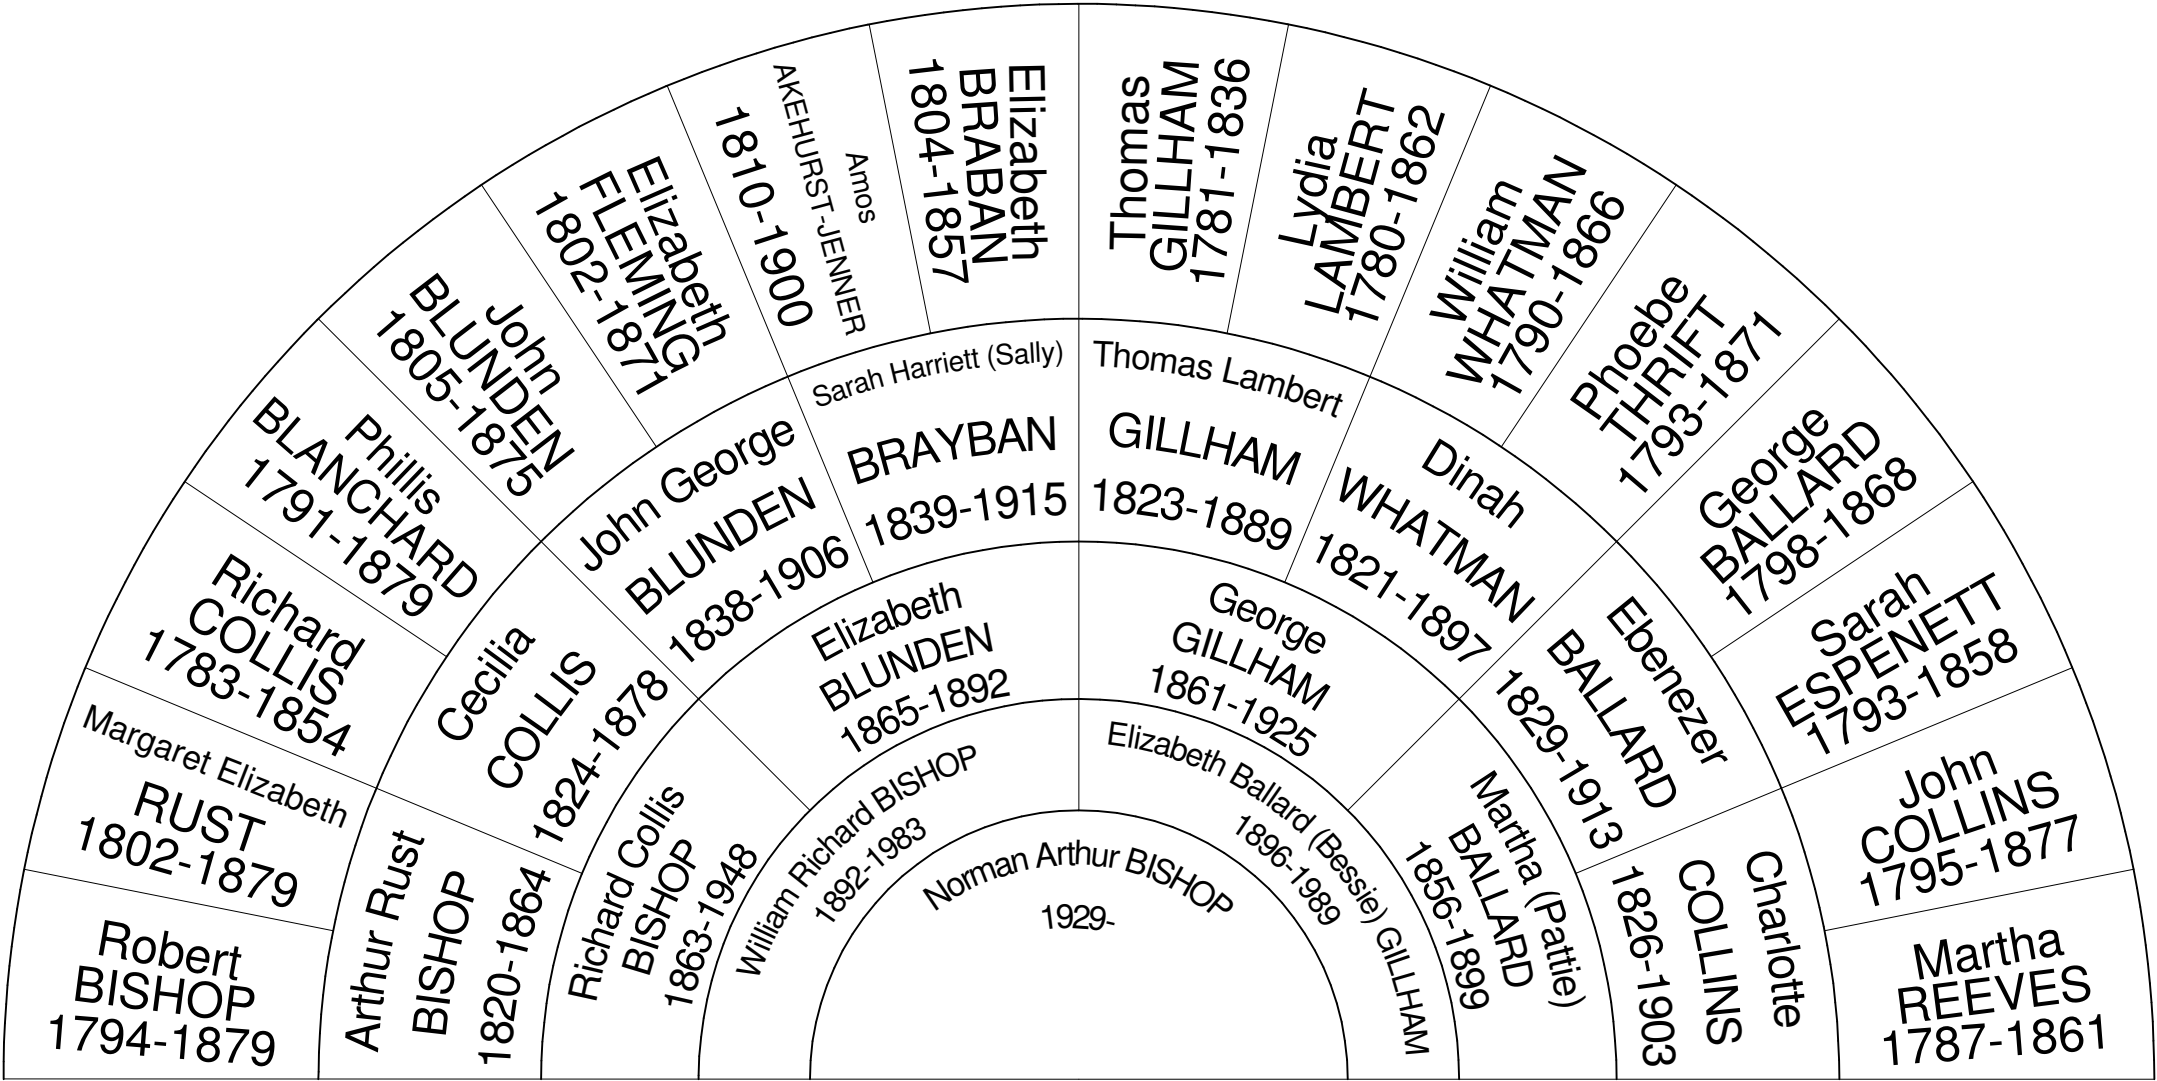 Robert
BISHOP
1794-1879
Margaret Elizabeth
RUST
1802-1879
Richard
COLLIS
1783-1854
Phillis
BLANCHARD
1791-1879
John
BLUNDEN
1805-1875
Elizabeth
FLEMING
1802-1871
Amos
AKEHURST-JENNER
1810-1900
Elizabeth
BRABAN
1804-1857
Thomas
GILLHAM
1781-1836
Lydia
LAMBERT
1780-1862
William
WHATMAN
1790-1866
Phoebe
THRIFT
1793-1871
George
BALLARD
1798-1868
Sarah
ESPENETT
1793-1858
John
COLLINS
1795-1877
Martha
REEVES
1787-1861
Arthur Rust
BISHOP
1820-1864
Cecilia
COLLIS
1824-1878
John George
BLUNDEN
1838-1906
Sarah Harriett (Sally)
BRAYBAN
1839-1915
Thomas Lambert
GILLHAM
1823-1889
Dinah
WHATMAN
1821-1897
Ebenezer
BALLARD
1829-1913
Charlotte
COLLINS
1826-1903
Richard Collis
BISHOP
1863-1948
Elizabeth
BLUNDEN
1865-1892
George
GILLHAM
1861-1925
Martha (Pattie)
BALLARD
1856-1899
William Richard BISHOP
1892-1983
Elizabeth Ballard (Bessie) GILLHAM
1896-1989
Norman Arthur BISHOP
1929-